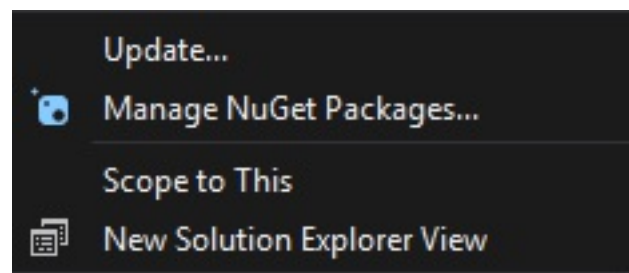 Update...
Manage NuGet Packages...
Scope to This
New Solution Explorer View